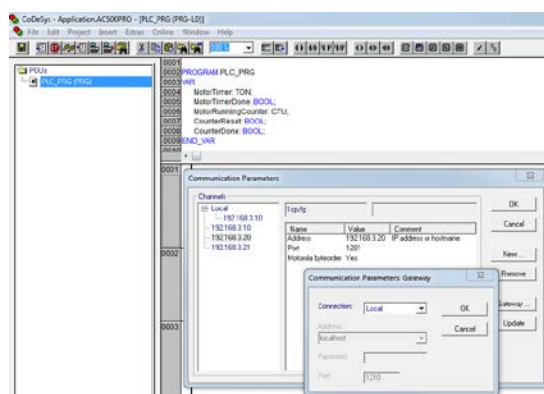 CoDeSys - Application.AC500PRO - [PLC_PRG (PRG-LD)]
File Edit Project Insert Extras Online Window Help
POUs
PLC_PRG (PRG)
0001
0002 PROGRAM PLC_PRG
0003 VAR
0004 MotorTimer: TON;
0005 MotorTimerDone: BOOL;
0006 MotorRunningCounter: CTU;
0007 CounterReset: BOOL;
0008 CounterDone: BOOL;
0009 END_VAR
0010
0001
0002
0003
Communication Parameters
Channels
Local
192.168.3.10
192.168.3.10
192.168.3.20
192.168.3.21
Tcp/Ip
Name Value Comment
Address 192.168.3.20 IP address or hostname
Port 1201
Motorola byteorder Yes
OK
Cancel
New ...
Remove
Gateway ...
Update
Communication Parameters: Gateway
Connection: Local
OK
Cancel
Address:
localhost
Password:
Port: 1210